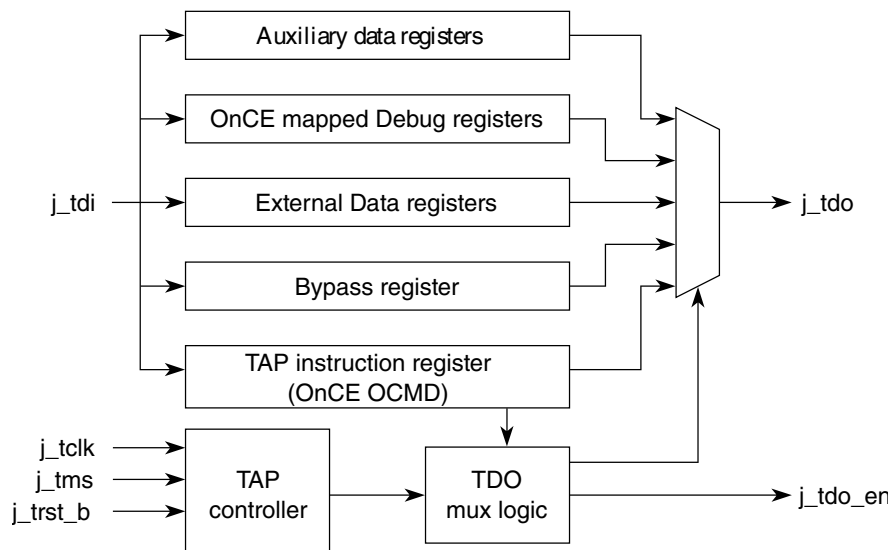 Auxiliary data registers
OnCE mapped Debug registers
j_tdi
External Data registers
j_tdo
Bypass register
TAP instruction register
(OnCE OCMD)
j_tclk
j_tms
j_trst_b
TAP
controller
TDO
mux logic
j_tdo_en